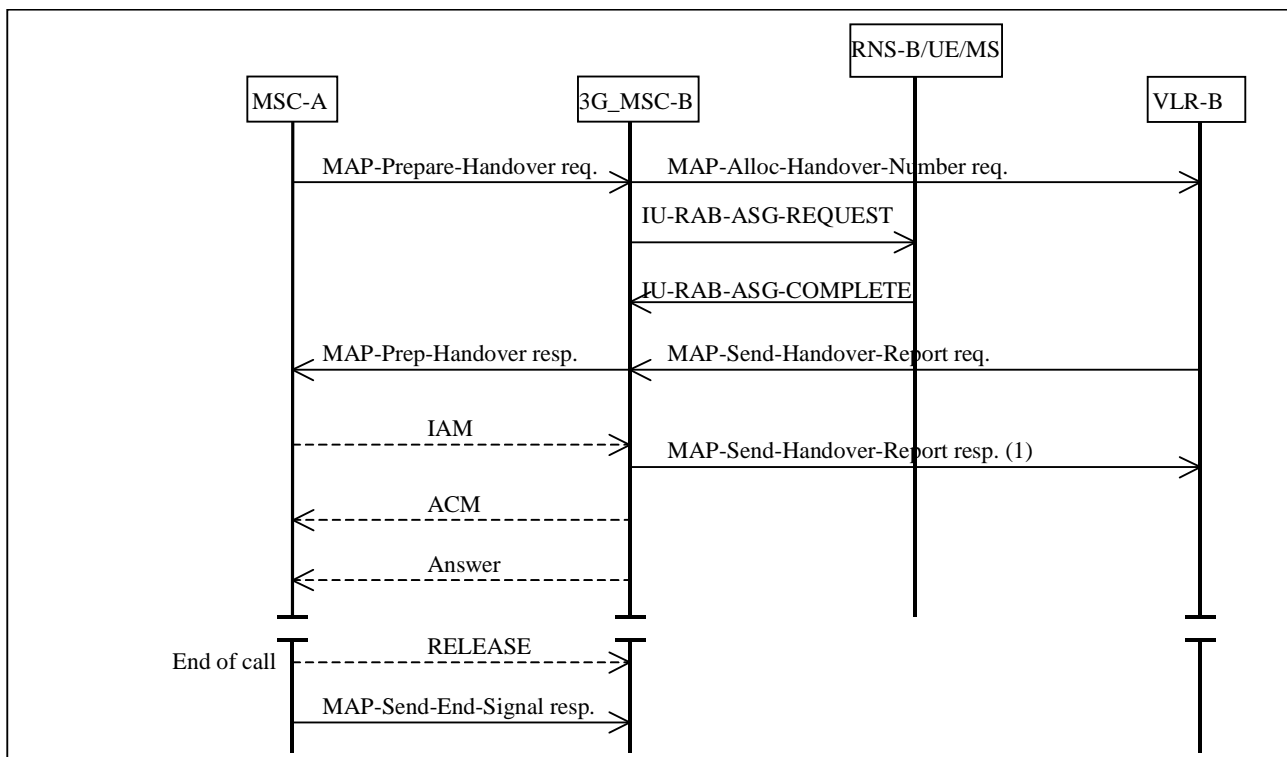 RNS-B/UE/MS
MSC-A
3G_MSC-B
VLR-B
MAP-Prepare-Handover req.
MAP-Alloc-Handover-Number req.
IU-RAB-ASG-REQUEST
IU-RAB-ASG-COMPLETE
MAP-Prep-Handover resp.
MAP-Send-Handover-Report req.
IAM
MAP-Send-Handover-Report resp. (1)
ACM
Answer
RELEASE
End of call
MAP-Send-End-Signal resp.